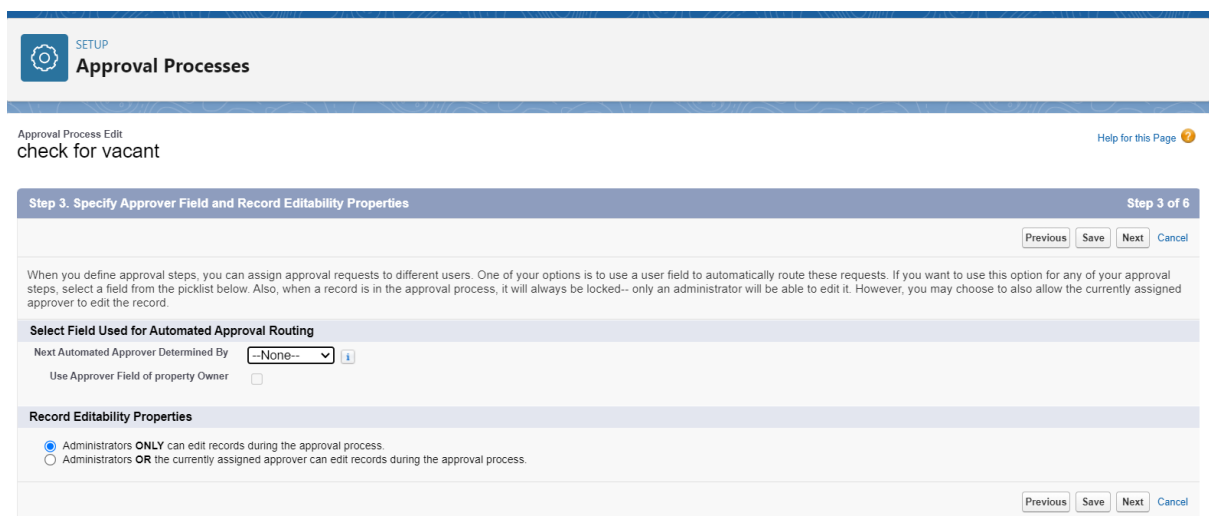 SETUP
Approval Processes
Approval Process Edit
check for vacant
Help for this Page
Step 3. Specify Approver Field and Record Editability Properties
Step 3 of 6
Previous Save Next Cancel
When you define approval steps, you can assign approval requests to different users. One of your options is to use a user field to automatically route these requests. If you want to use this option for any of your approval
steps, select a field from the picklist below. Also, when a record is in the approval process, it will always be locked-- only an administrator will be able to edit it. However, you may choose to also allow the currently assigned
approver to edit the record.
Select Field Used for Automated Approval Routing
Next Automated Approver Determined By --None-- i
Use Approver Field of property Owner
Record Editability Properties
Administrators ONLY can edit records during the approval process.
Administrators OR the currently assigned approver can edit records during the approval process.
Previous Save Next Cancel